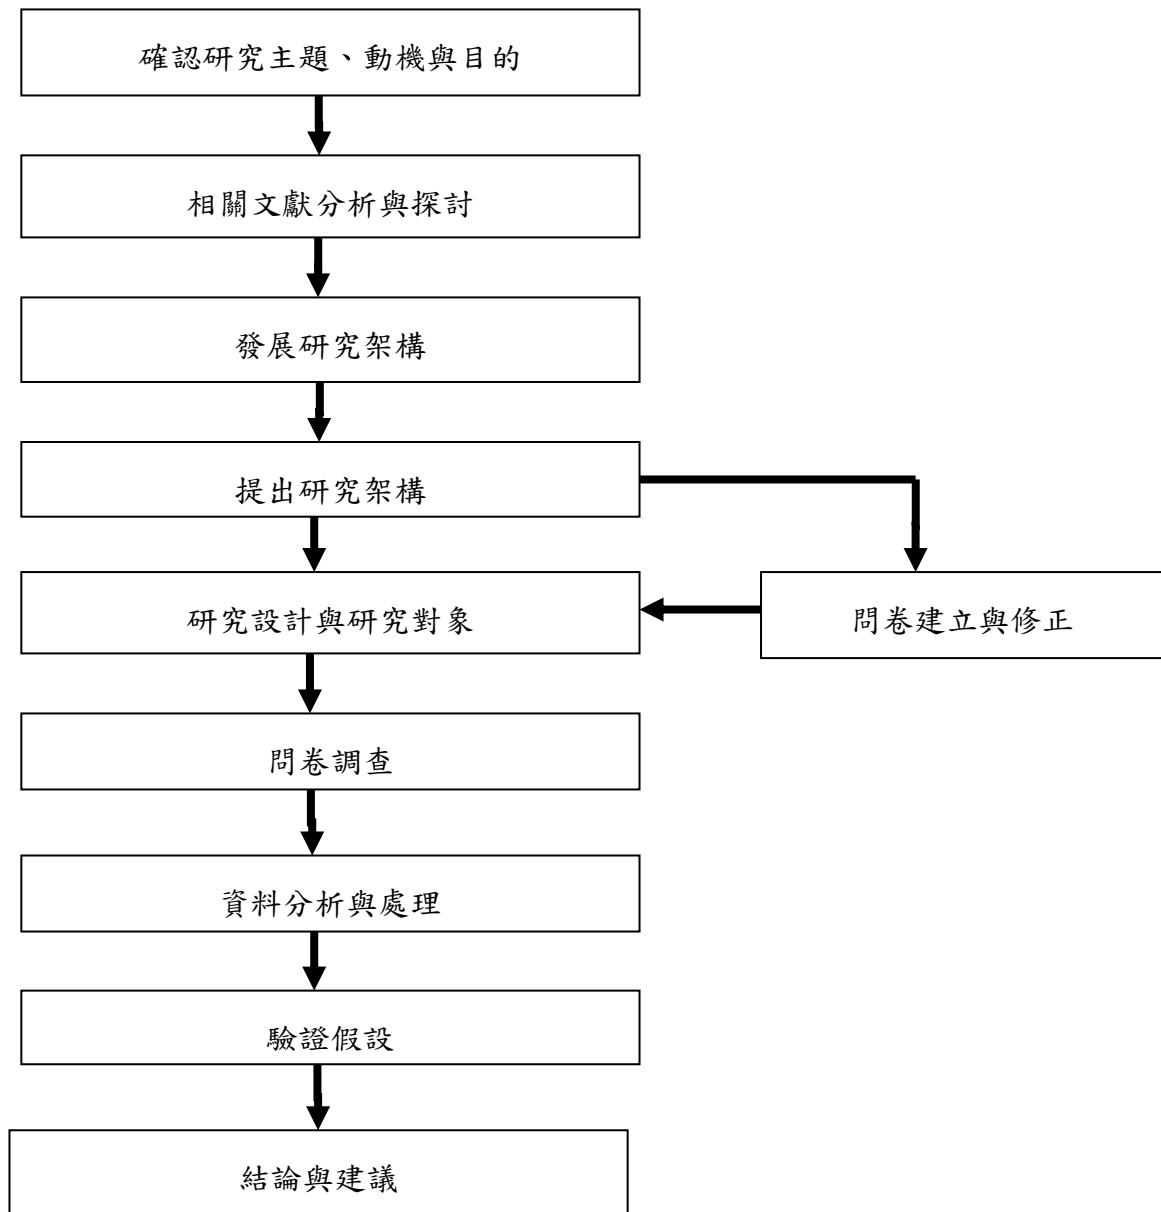 確認研究主題、動機與目的
相關文獻分析與探討
發展研究架構
提出研究架構
研究設計與研究對象
問卷建立與修正
問卷調查
資料分析與處理
驗證假設
結論與建議